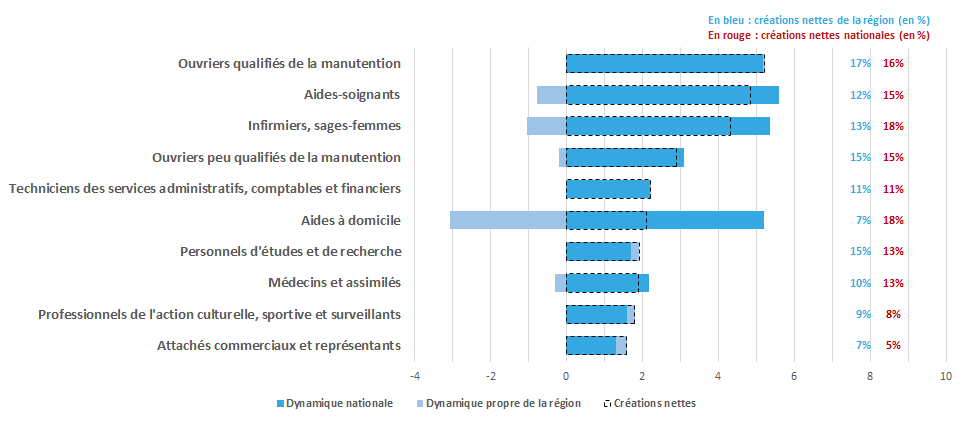 En bleu : créations nettes de la région (en %)
En rouge : créations nettes nationales (en %)
Ouvriers qualifiés de la manutention 17% 16%
Aides-soignants 12% 15%
Infirmiers, sages-femmes 13% 18%
Ouvriers peu qualifiés de la manutention 15% 15%
Techniciens des services administratifs, comptables et financiers 11% 11%
Aides à domicile 7% 18%
Personnels d'études et de recherche 15% 13%
Médecins et assimilés 10% 13%
Professionnels de l'action culturelle, sportive et surveillants 9% 8%
Attachés commerciaux et représentants 7% 5%
-4 -2 0 2 4 6 8 10
Dynamique nationale Dynamique propre de la région Créations nettes